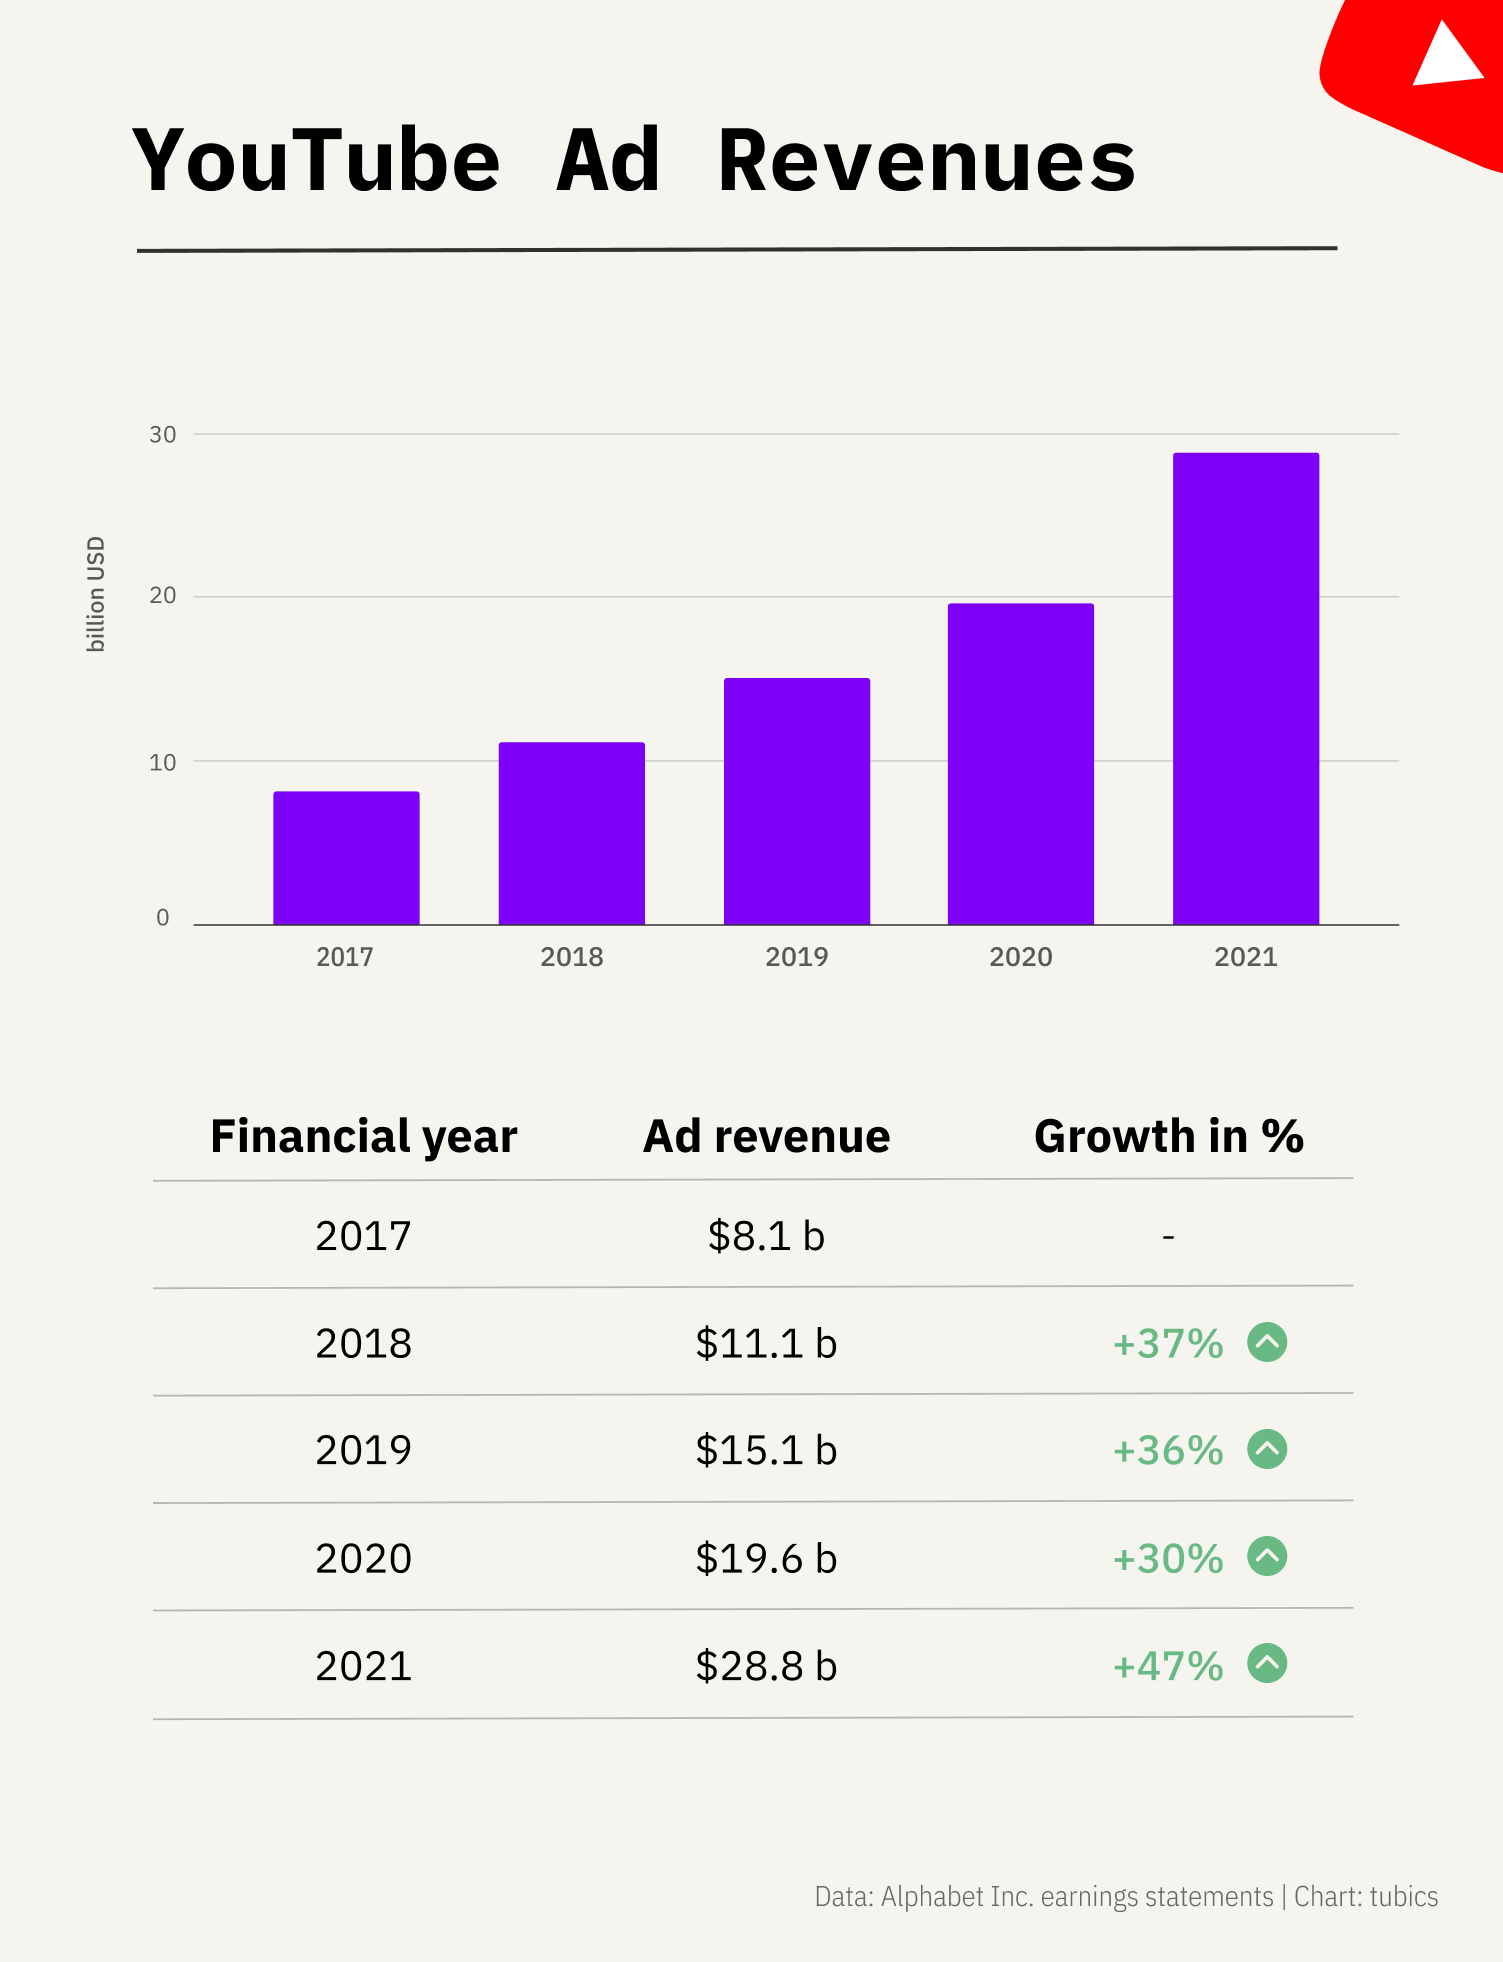 YouTube Ad Revenues
30
20
10
0
billion USD
2017 2018 2019 2020 2021
Financial year Ad revenue Growth in %
2017 $8.1 b -
2018 $11.1 b +37%
2019 $15.1 b +36%
2020 $19.6 b +30%
2021 $28.8 b +47%
Data: Alphabet Inc. earnings statements | Chart: tubics